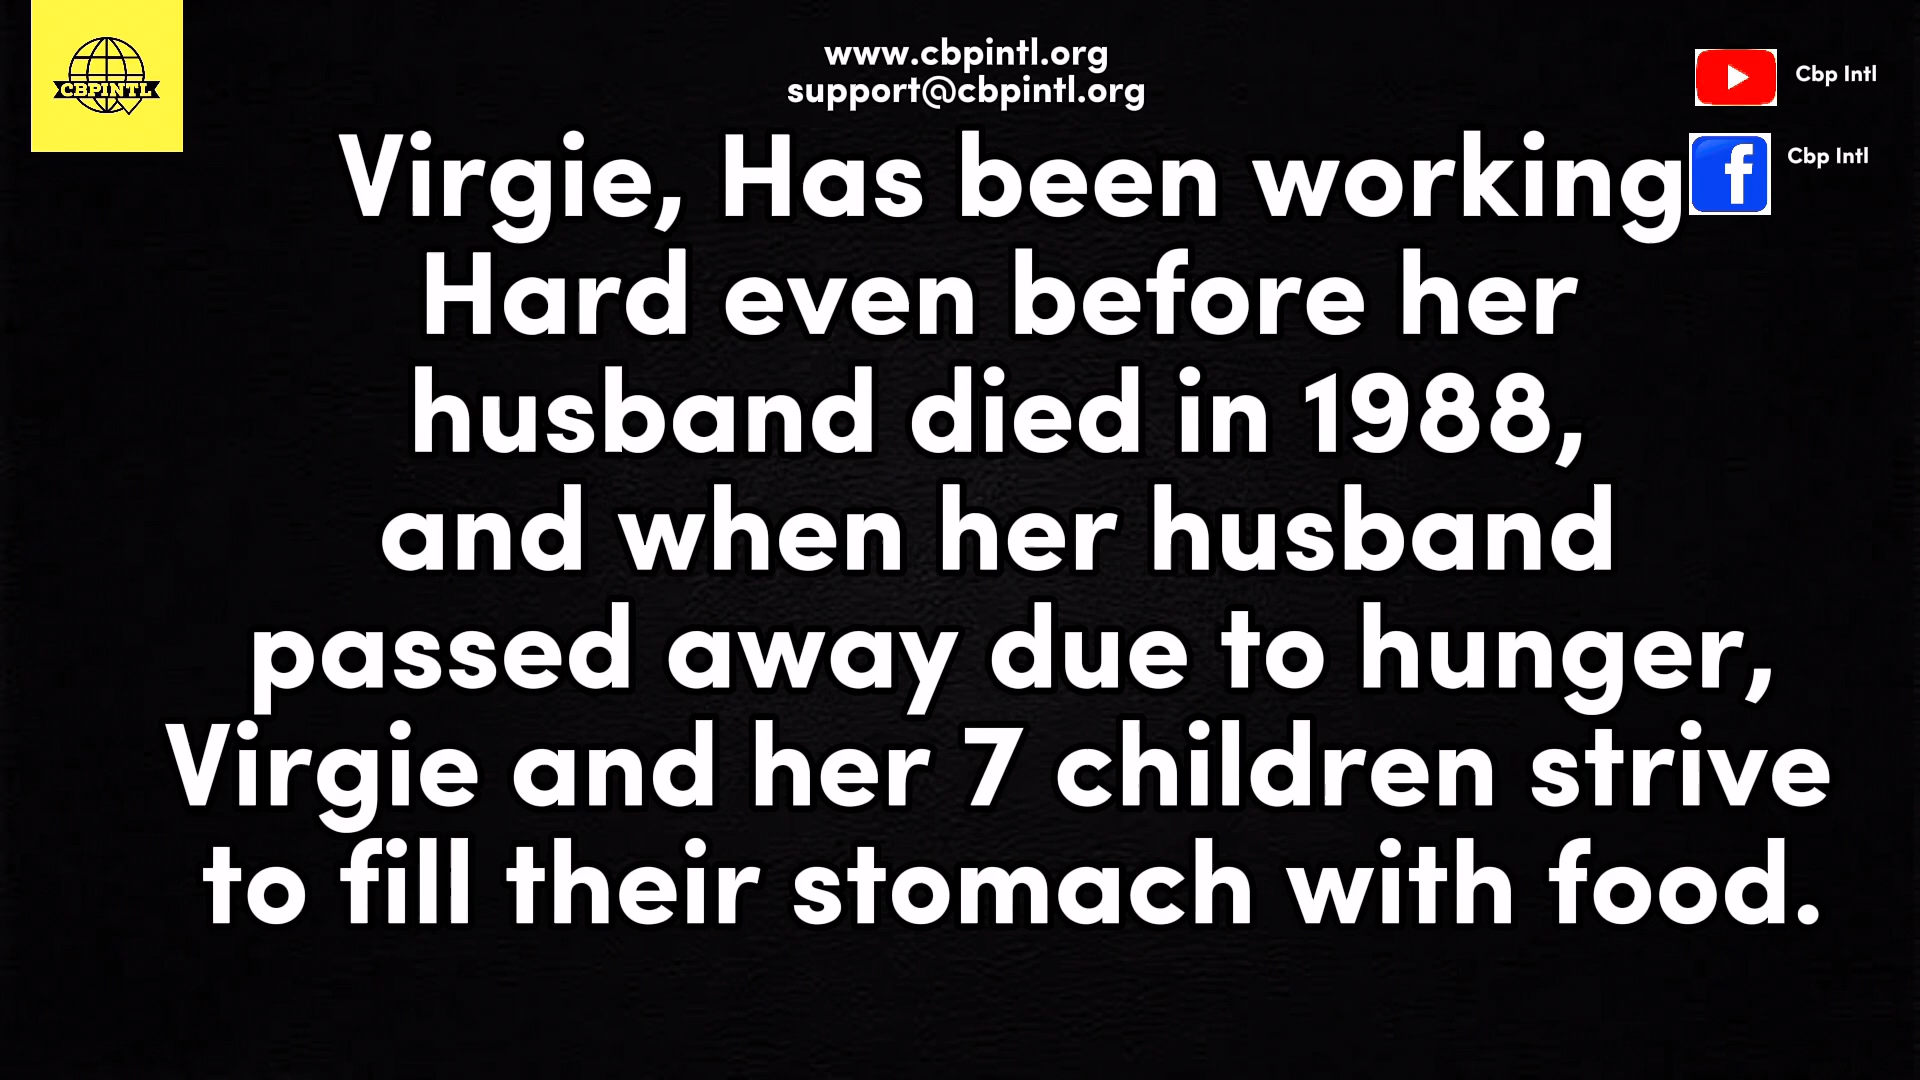 CBPINTL
www.cbpintl.org
support@cbpintl.org
Cbp Intl
Cbp Intl
Virgie, Has been working
Hard even before her
husband died in 1988,
and when her husband
passed away due to hunger,
Virgie and her 7 children strive
to fill their stomach with food.